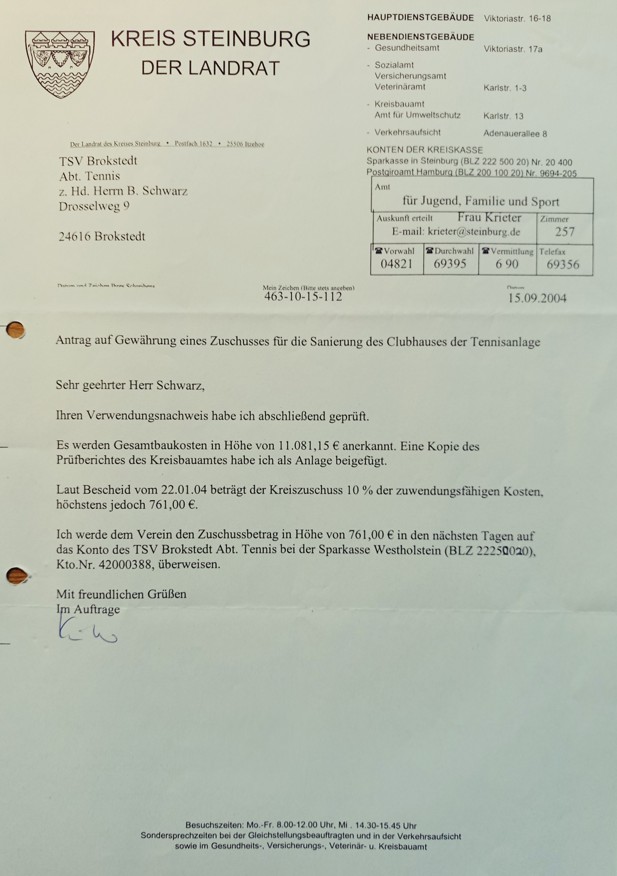 KREIS STEINBURG
DER LANDRAT
HAUPTDIENSTGEBÄUDE Viktoriastr. 16-18
NEBENDIENSTGEBÄUDE
- Gesundheitsamt Viktoriastr. 17a
- Sozialamt
Versicherungsamt
Veterinäramt Karlstr. 1-3
- Kreisbauamt
Amt für Umweltschutz Karlstr. 13
- Verkehrsaufsicht Adenauerallee 8
KONTEN DER KREISKASSE
Sparkasse in Steinburg (BLZ 222 500 20) Nr. 20 400
Postgiroamt Hamburg (BLZ 200 100 20) Nr. 9694-205
Der Landrat des Kreises Steinburg • Postfach 1632 • 25506 Itzehoe
TSV Brokstedt
Abt. Tennis
z. Hd. Herrn B. Schwarz
Drosselweg 9
24616 Brokstedt
Amt
für Jugend, Familie und Sport
Auskunft erteilt Frau Krieter Zimmer
E-mail: krieter@steinburg.de 257
☎Vorwahl ☎Durchwahl ☎Vermittlung Telefax
04821 69395 6 90 69356
Datum und Zeichen Ihres Schreibens Mein Zeichen (Bitte stets angeben) Datum
463-10-15-112 15.09.2004
Antrag auf Gewährung eines Zuschusses für die Sanierung des Clubhauses der Tennisanlage
Sehr geehrter Herr Schwarz,
Ihren Verwendungsnachweis habe ich abschließend geprüft.
Es werden Gesamtbaukosten in Höhe von 11.081,15 € anerkannt. Eine Kopie des
Prüfberichtes des Kreisbauamtes habe ich als Anlage beigefügt.
Laut Bescheid vom 22.01.04 beträgt der Kreiszuschuss 10 % der zuwendungsfähigen Kosten,
höchstens jedoch 761,00 €.
Ich werde dem Verein den Zuschussbetrag in Höhe von 761,00 € in den nächsten Tagen auf
das Konto des TSV Brokstedt Abt. Tennis bei der Sparkasse Westholstein (BLZ 22250020),
Kto.Nr. 42000388, überweisen.
Mit freundlichen Grüßen
Im Auftrage
Besuchszeiten: Mo.-Fr. 8.00-12.00 Uhr, Mi . 14.30-15.45 Uhr
Sondersprechzeiten bei der Gleichstellungsbeauftragten und in der Verkehrsaufsicht
sowie im Gesundheits-, Versicherungs-, Veterinär- u. Kreisbauamt